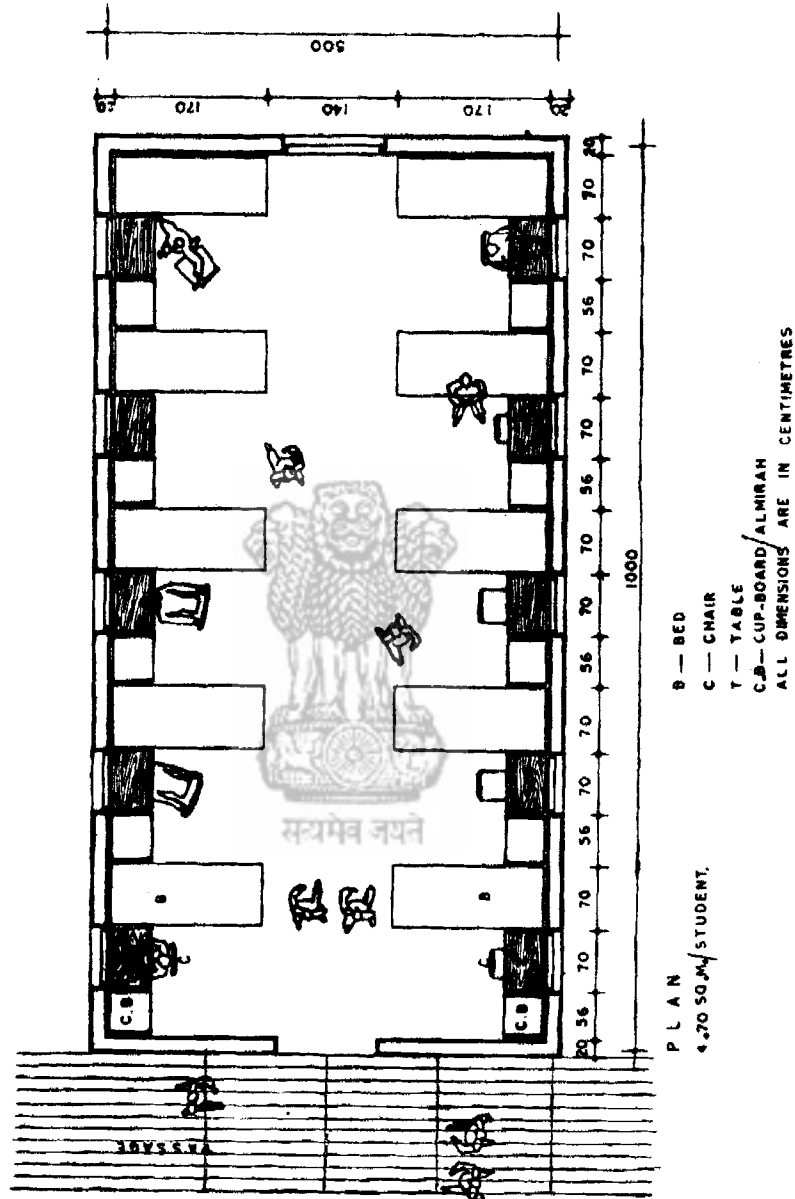 500
20 170 140 170 20
20
70
70
56
70
70
56
70
70
56
70
70
56
70
70
56
20
1000
B
B
C
C
C.B
C.B
PASSAGE
सत्यमेव जयते
PLAN
4.70 SQ.M./STUDENT.
B — BED
C — CHAIR
T — TABLE
C.B — CUP-BOARD/ALMIRAH
ALL DIMENSIONS ARE IN CENTIMETRES